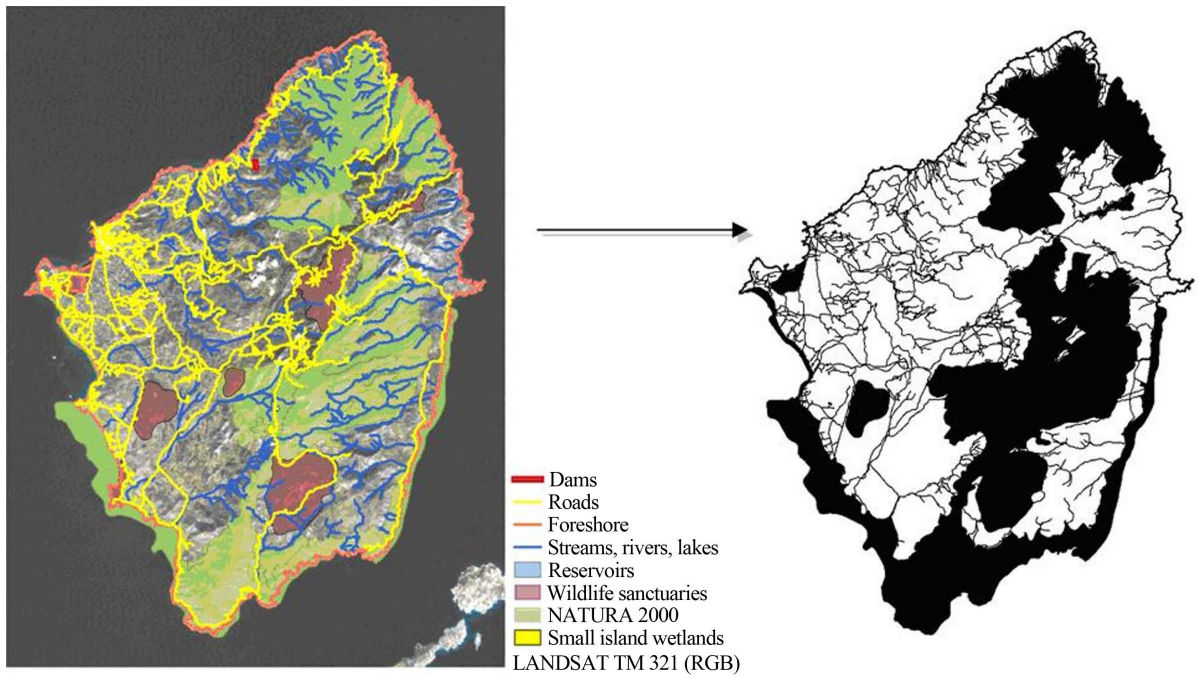 Dams
Roads
Foreshore
Streams, rivers, lakes
Reservoirs
Wildlife sanctuaries
NATURA 2000
Small island wetlands
LANDSAT TM 321 (RGB)